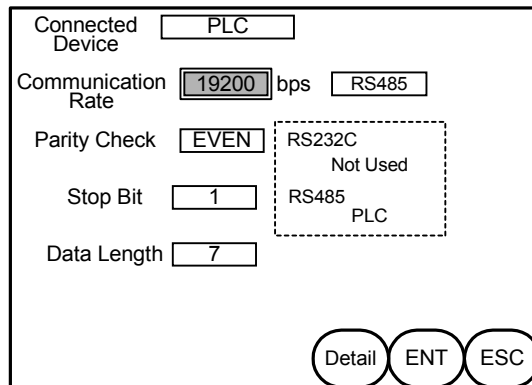 Connected Device PLC
Communication Rate 19200 bps RS485
Parity Check EVEN
RS232C
Not Used
Stop Bit 1
RS485
PLC
Data Length 7
Detail ENT ESC